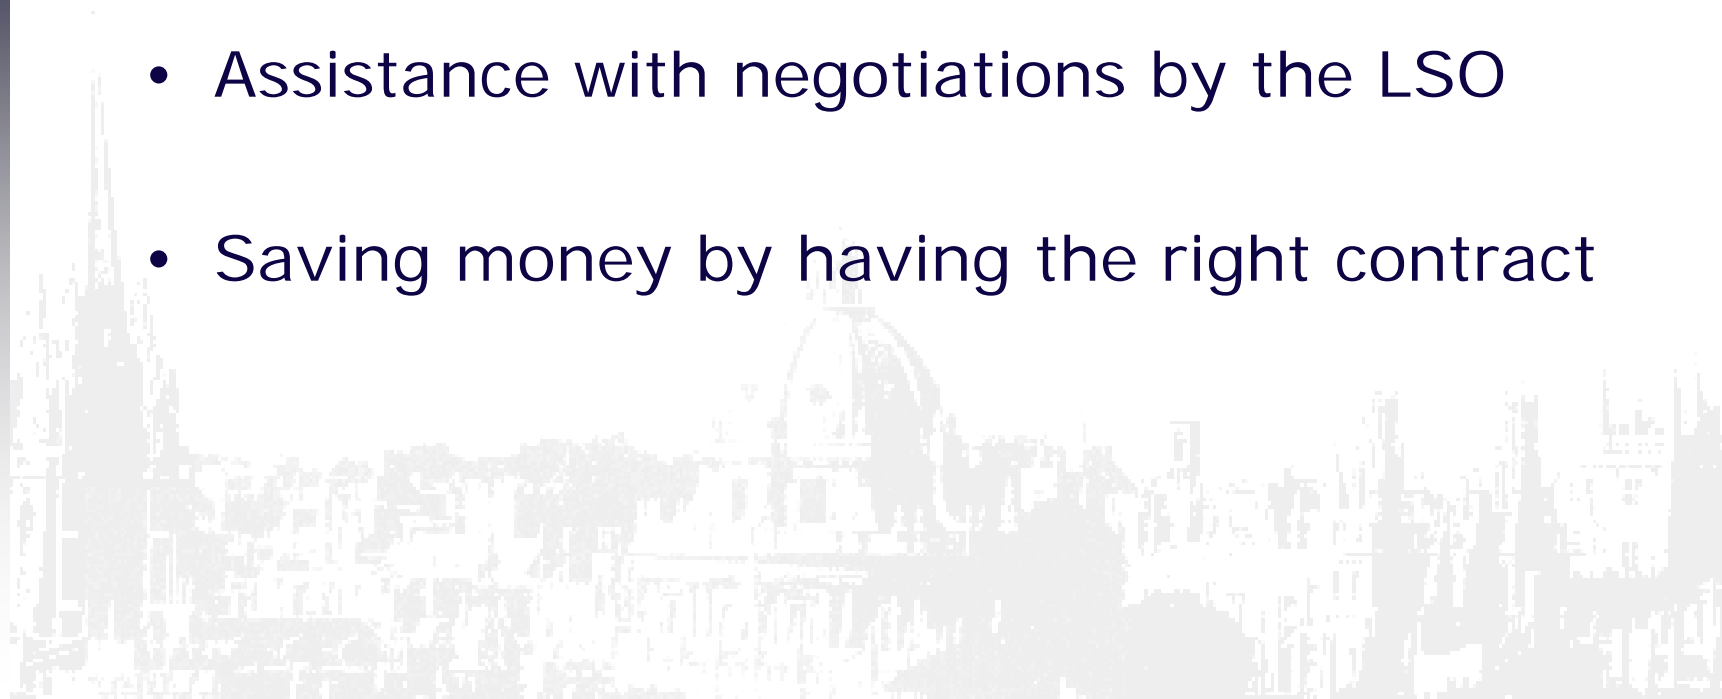 • Assistance with negotiations by the LSO
• Saving money by having the right contract